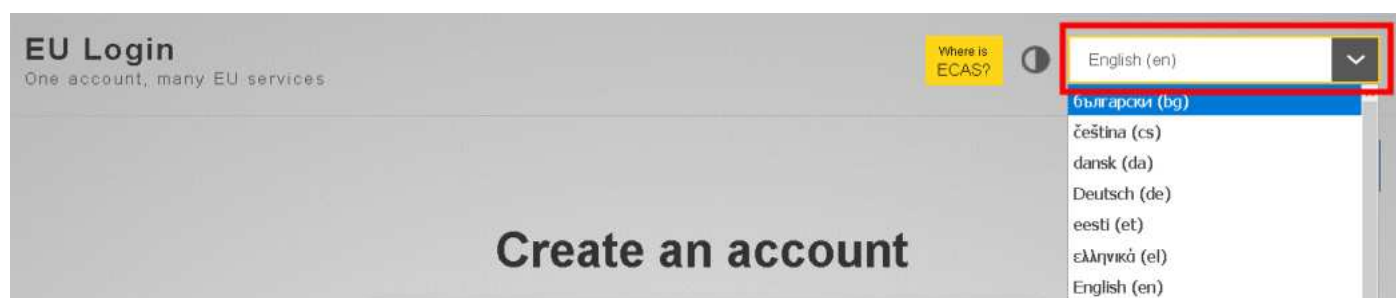 EU Login
One account, many EU services
Where is
ECAS?
English (en)
български (bg)
čeština (cs)
dansk (da)
Deutsch (de)
eesti (et)
ελληνικά (el)
English (en)
Create an account